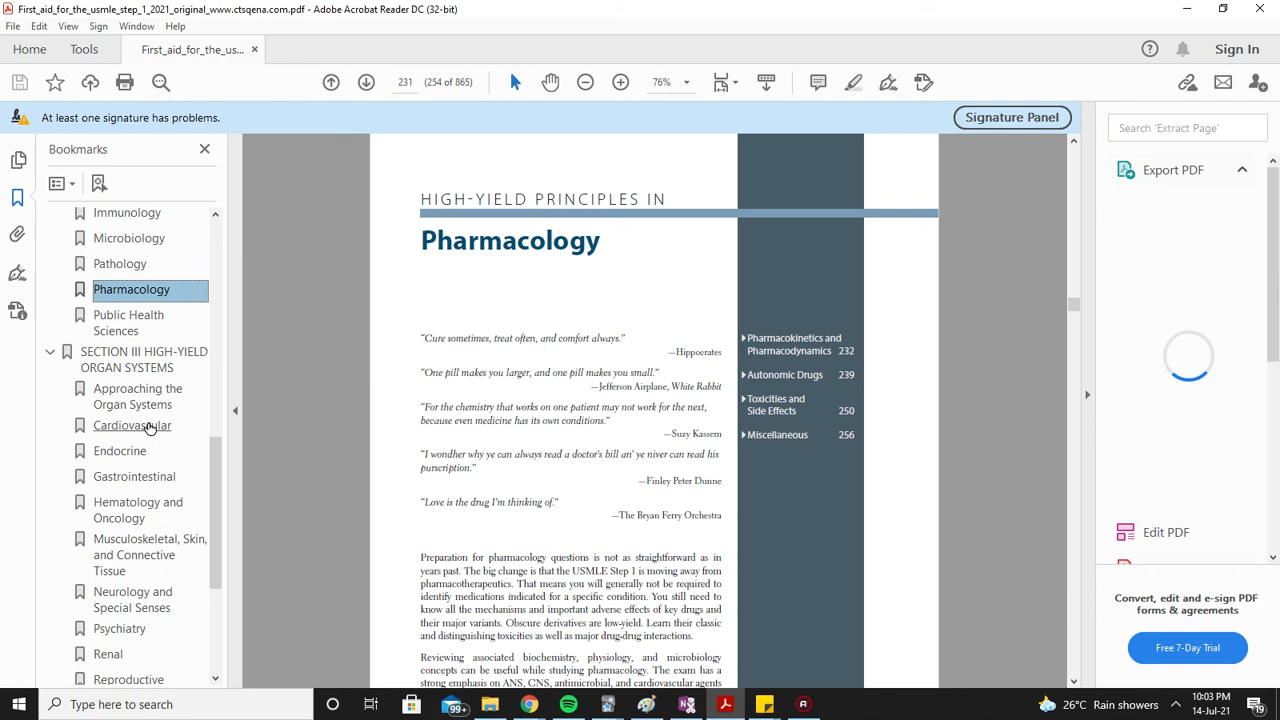 First_aid_for_the_usmle_step_1_2021_original_www.ctsqena.com.pdf - Adobe Acrobat Reader DC (32-bit)
File Edit View Sign Window Help
Home Tools First_aid_for_the_us... × Sign In
231 (254 of 865) 76%
At least one signature has problems. Signature Panel
Bookmarks
Immunology
Microbiology
Pathology
Pharmacology
Public Health
Sciences
SECTION III HIGH-YIELD
ORGAN SYSTEMS
Approaching the
Organ Systems
Cardiovascular
Endocrine
Gastrointestinal
Hematology and
Oncology
Musculoskeletal, Skin,
and Connective
Tissue
Neurology and
Special Senses
Psychiatry
Renal
Reproductive
HIGH-YIELD PRINCIPLES IN
Pharmacology
“Cure sometimes, treat often, and comfort always.”
—Hippocrates
“One pill makes you larger, and one pill makes you small.”
—Jefferson Airplane, White Rabbit
“For the chemistry that works on one patient may not work for the next,
because even medicine has its own conditions.”
—Suzy Kassem
“I wondher why ye can always read a doctor’s bill an’ ye niver can read his
purscription.”
—Finley Peter Dunne
“Love is the drug I’m thinking of.”
—The Bryan Ferry Orchestra
Preparation for pharmacology questions is not as straightforward as in
years past. The big change is that the USMLE Step 1 is moving away from
pharmacotherapeutics. That means you will generally not be required to
identify medications indicated for a specific condition. You still need to
know all the mechanisms and important adverse effects of key drugs and
their major variants. Obscure derivatives are low-yield. Learn their classic
and distinguishing toxicities as well as major drug-drug interactions.
Reviewing associated biochemistry, physiology, and microbiology
concepts can be useful while studying pharmacology. The exam has a
strong emphasis on ANS, CNS, antimicrobial, and cardiovascular agents
Pharmacokinetics and
Pharmacodynamics 232
Autonomic Drugs 239
Toxicities and
Side Effects 250
Miscellaneous 256
Search 'Extract Page'
Export PDF
Edit PDF
Convert, edit and e-sign PDF
forms & agreements
Free 7-Day Trial
Type here to search
99+
26°C Rain showers
10:03 PM
14-Jul-21
19